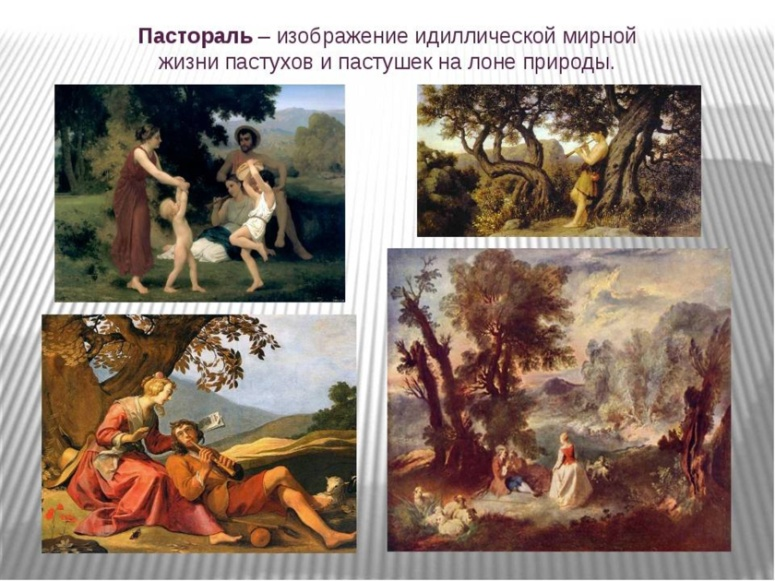 Пастораль – изображение идиллической мирной
жизни пастухов и пастушек на лоне природы.